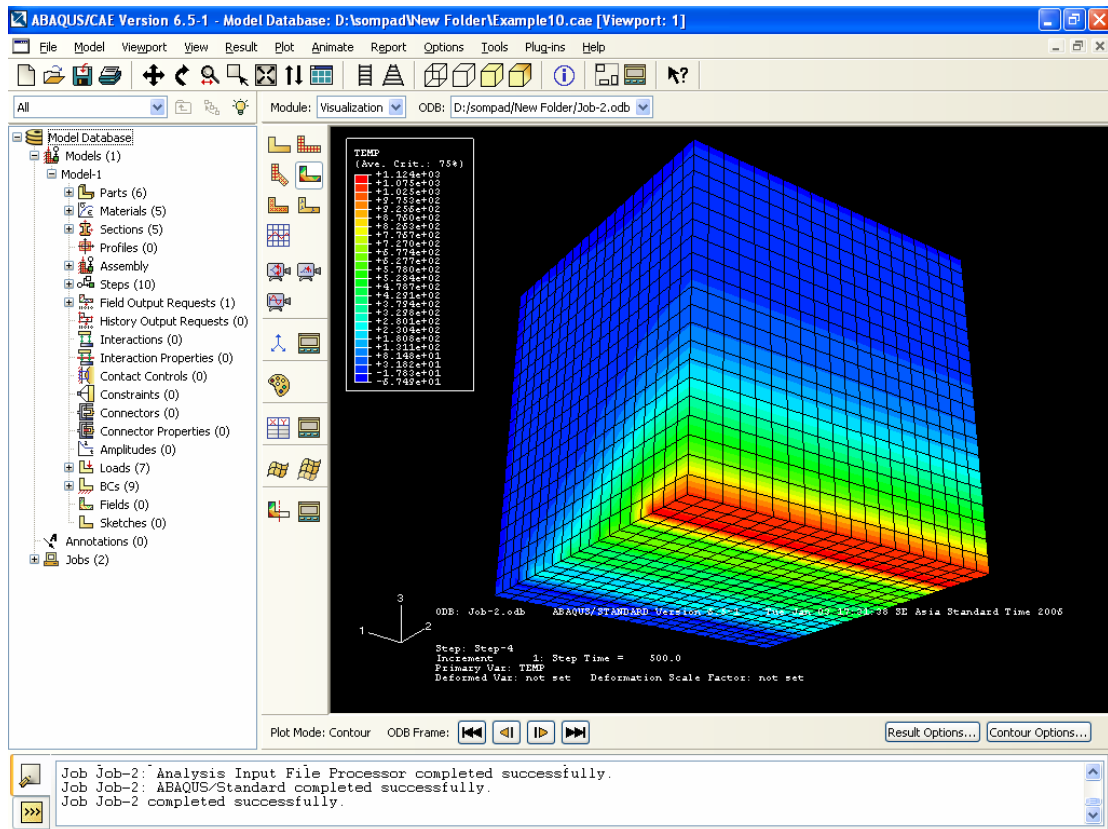 ABAQUS/CAE Version 6.5-1 - Model Database: D:\sompad\New Folder\Example10.cae [Viewport: 1]
File Model Viewport View Result Plot Animate Report Options Tools Plug-ins Help
All Module: Visualization ODB: D:/sompad/New Folder/Job-2.odb
Model Database
Models (1)
Model-1
Parts (6)
Materials (5)
Sections (5)
Profiles (0)
Assembly
Steps (10)
Field Output Requests (1)
History Output Requests (0)
Interactions (0)
Interaction Properties (0)
Contact Controls (0)
Constraints (0)
Connectors (0)
Connector Properties (0)
Amplitudes (0)
Loads (7)
BCs (9)
Fields (0)
Sketches (0)
Annotations (0)
Jobs (2)
TEMP
(Ave. Crit.: 75%)
+1.124e+03
+1.075e+03
+1.025e+03
+9.753e+02
+9.256e+02
+8.760e+02
+8.263e+02
+7.767e+02
+7.270e+02
+6.774e+02
+6.277e+02
+5.780e+02
+5.284e+02
+4.787e+02
+4.291e+02
+3.794e+02
+3.298e+02
+2.801e+02
+2.304e+02
+1.808e+02
+1.311e+02
+8.148e+01
+3.182e+01
-1.783e+01
-6.749e+01
3
2
1
ODB: Job-2.odb ABAQUS/STANDARD Version Tue Jan 03 SE Asia Standard Time 2006
Step: Step-4
Increment 1: Step Time = 500.0
Primary Var: TEMP
Deformed Var: not set Deformation Scale Factor: not set
Plot Mode: Contour ODB Frame: Result Options... Contour Options...
Job Job-2: Analysis Input File Processor completed successfully.
Job Job-2: ABAQUS/Standard completed successfully.
Job Job-2 completed successfully.